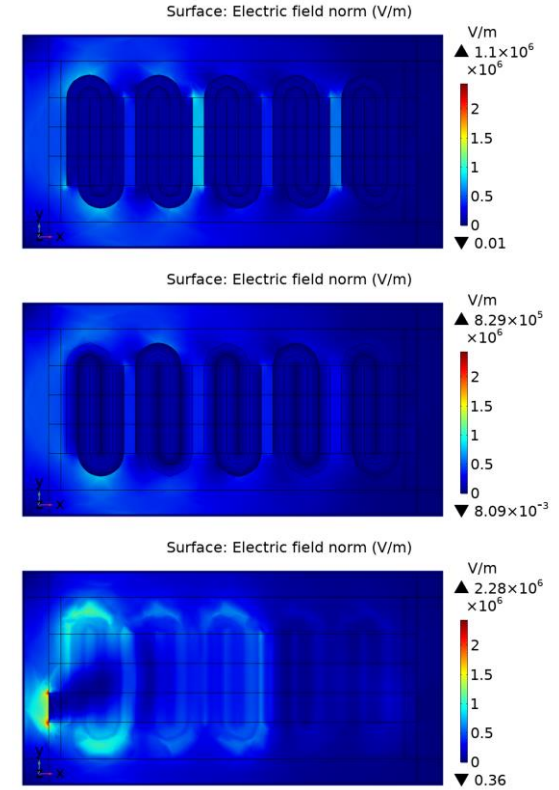 Surface: Electric field norm (V/m)
V/m
▲ 1.1×10⁶
×10⁶
2
1.5
1
0.5
0
▼ 0.01
y
x
Surface: Electric field norm (V/m)
V/m
▲ 8.29×10⁵
×10⁶
2
1.5
1
0.5
0
▼ 8.09×10⁻³
y
x
Surface: Electric field norm (V/m)
V/m
▲ 2.28×10⁶
×10⁶
2
1.5
1
0.5
0
▼ 0.36
y
x